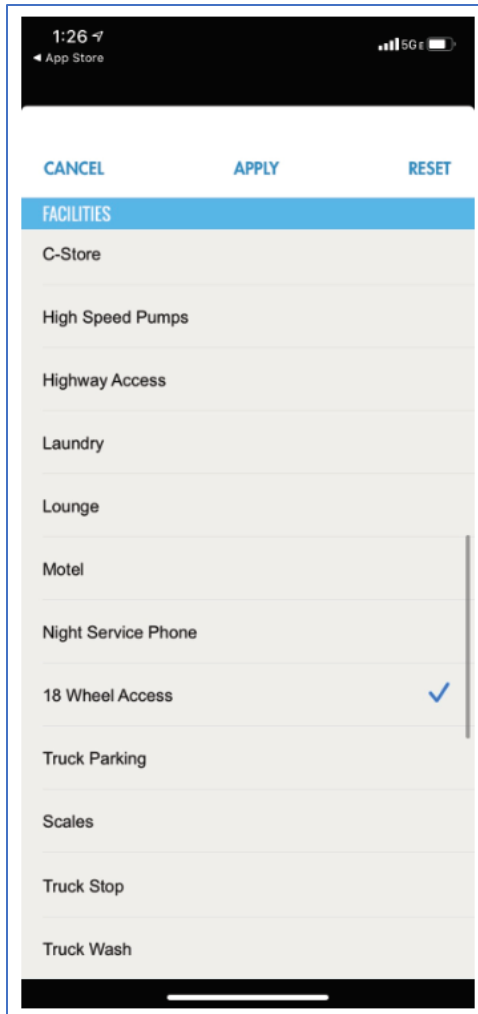 1:26
5G E
◀ App Store
CANCEL APPLY RESET
FACILITIES
C-Store
High Speed Pumps
Highway Access
Laundry
Lounge
Motel
Night Service Phone
18 Wheel Access
Truck Parking
Scales
Truck Stop
Truck Wash